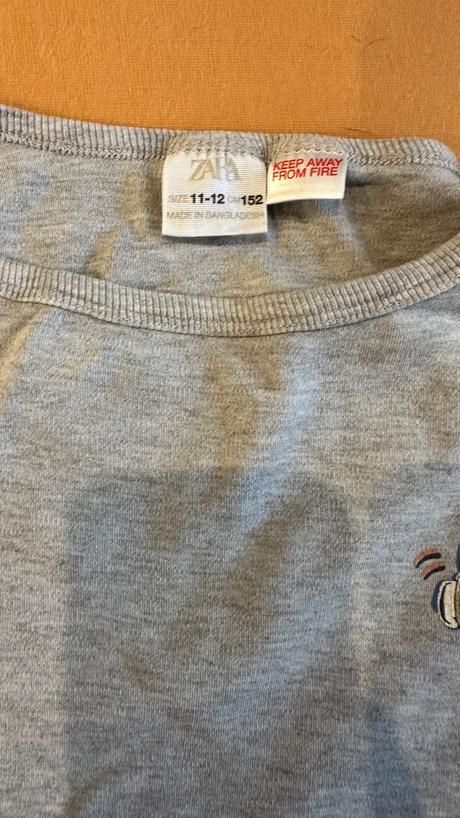 ZARA
SIZE 11-12 CM 152
MADE IN BANGLADESH
KEEP AWAY
FROM FIRE